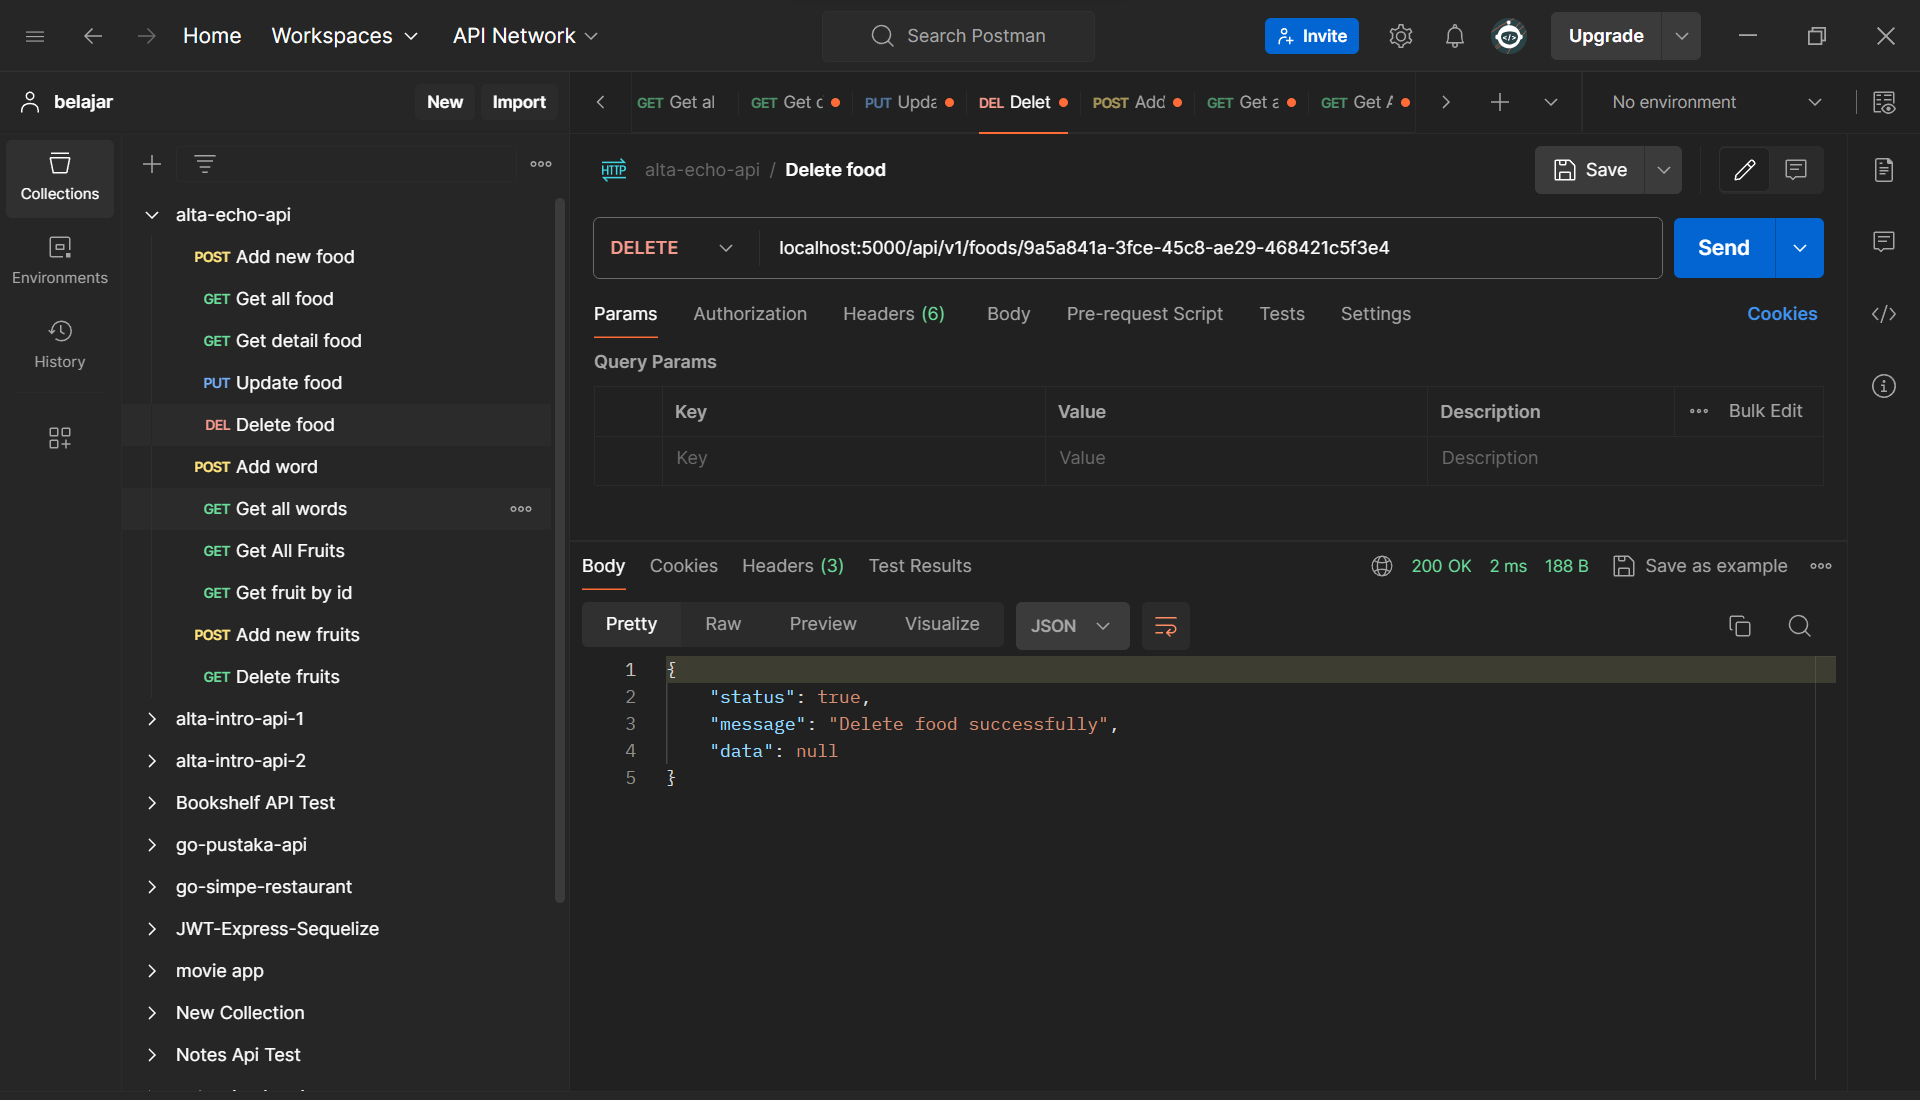 Home
Workspaces
API Network
Search Postman
Invite
Upgrade
belajar
New
Import
GET Get al
GET Get
PUT Upda
DEL Delet
POST Add
GET Get a
GET Get A
No environment
Collections
Environments
History
alta-echo-api
POST Add new food
GET Get all food
GET Get detail food
PUT Update food
DEL Delete food
POST Add word
GET Get all words
GET Get All Fruits
GET Get fruit by id
POST Add new fruits
GET Delete fruits
alta-intro-api-1
alta-intro-api-2
Bookshelf API Test
go-pustaka-api
go-simpe-restaurant
JWT-Express-Sequelize
movie app
New Collection
Notes Api Test
HTTP alta-echo-api / Delete food
Save
DELETE
localhost:5000/api/v1/foods/9a5a841a-3fce-45c8-ae29-468421c5f3e4
Send
Params
Authorization
Headers (6)
Body
Pre-request Script
Tests
Settings
Cookies
Query Params
Key
Value
Description
Bulk Edit
Key
Value
Description
Body
Cookies
Headers (3)
Test Results
200 OK
2 ms
188 B
Save as example
Pretty
Raw
Preview
Visualize
JSON
1 {
2 "status": true,
3 "message": "Delete food successfully",
4 "data": null
5 }